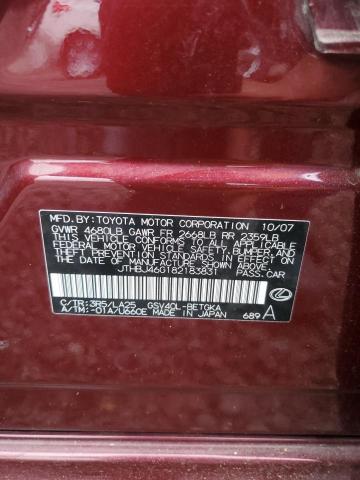 MFD. BY: TOYOTA MOTOR CORPORATION 10/07
GVWR 4680LB GAWR FR 2668LB RR 2359LB
THIS VEHICLE CONFORMS TO ALL APPLICABLE
FEDERAL MOTOR VEHICLE SAFETY, BUMPER, AND
THEFT PREVENTION STANDARDS IN EFFECT ON
THE DATE OF MANUFACTURE SHOWN ABOVE.
JTHBJ46G182183831
PASS.CAR
C/TR: 3R5/LA25 GSV40L-BETGKA
A/TM: -01A/U660E MADE IN JAPAN 689 A